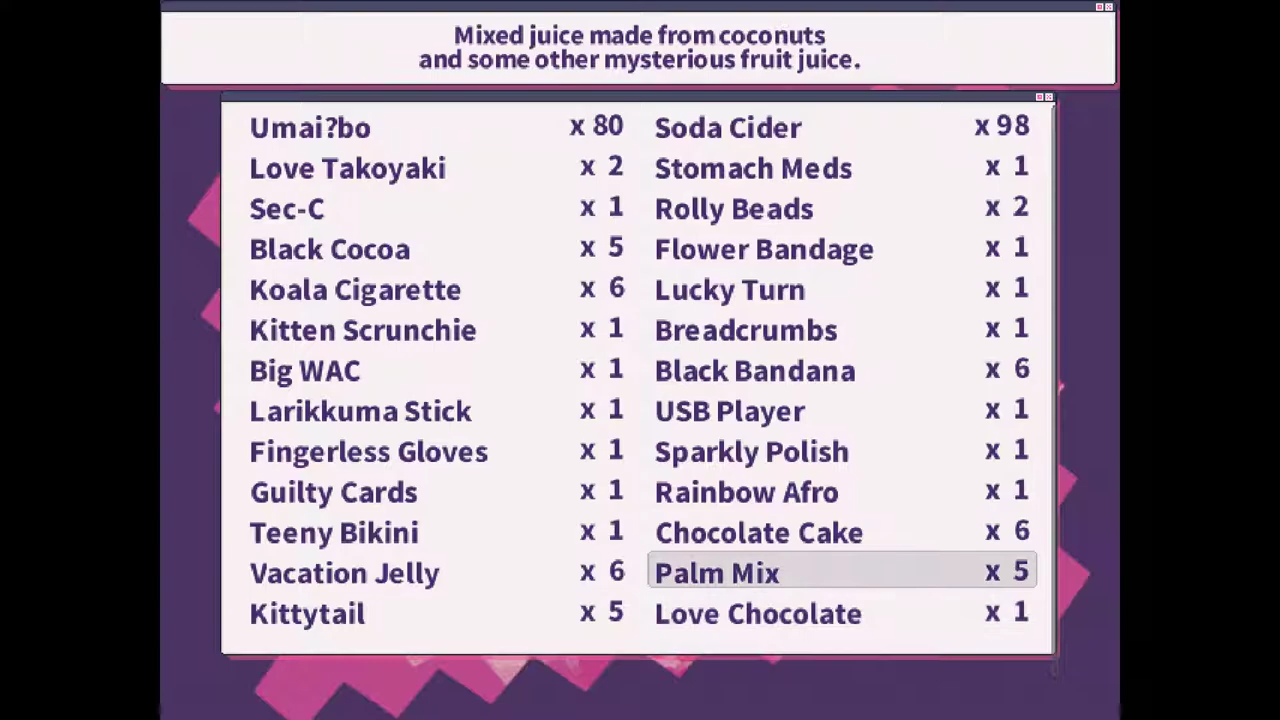 Mixed juice made from coconuts
and some other mysterious fruit juice.
Umai?bo x 80 Soda Cider x 98
Love Takoyaki x 2 Stomach Meds x 1
Sec-C x 1 Rolly Beads x 2
Black Cocoa x 5 Flower Bandage x 1
Koala Cigarette x 6 Lucky Turn x 1
Kitten Scrunchie x 1 Breadcrumbs x 1
Big WAC x 1 Black Bandana x 6
Larikkuma Stick x 1 USB Player x 1
Fingerless Gloves x 1 Sparkly Polish x 1
Guilty Cards x 1 Rainbow Afro x 1
Teeny Bikini x 1 Chocolate Cake x 6
Vacation Jelly x 6 Palm Mix x 5
Kittytail x 5 Love Chocolate x 1